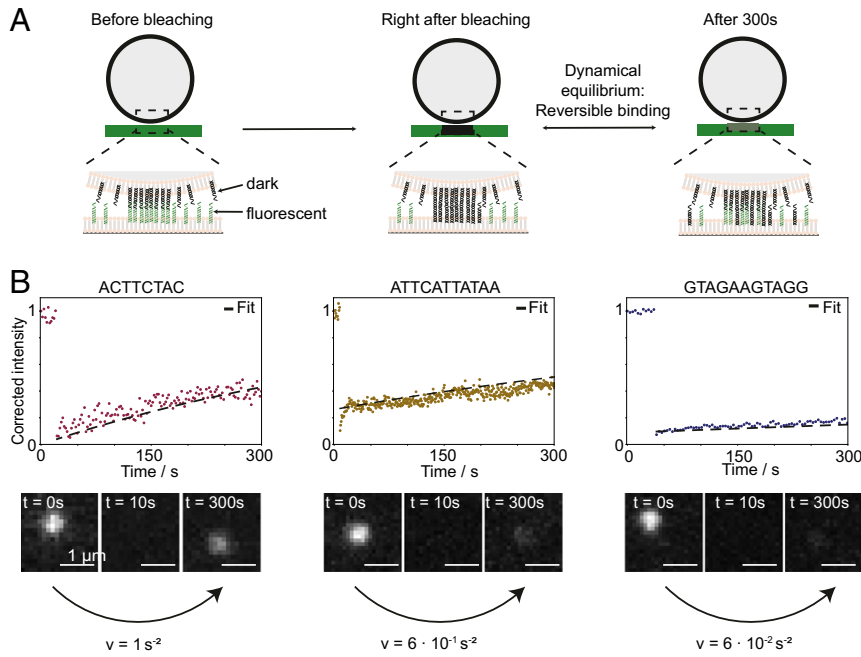 A
Before bleaching
Right after bleaching
After 300s
Dynamical
equilibrium:
Reversible binding
dark
fluorescent
B
ACTTCTAC
ATTCATTATAA
GTAGAAGTAGG
Corrected intensity
1
0
Fit
0
150
300
Time / s
1
0
Fit
0
150
300
Time / s
1
0
Fit
0
150
300
Time / s
t = 0s
t = 10s
t = 300s
1 μm
t = 0s
t = 10s
t = 300s
t = 0s
t = 10s
t = 300s
v = 1 s⁻²
v = 6 · 10⁻¹ s⁻²
v = 6 · 10⁻² s⁻²